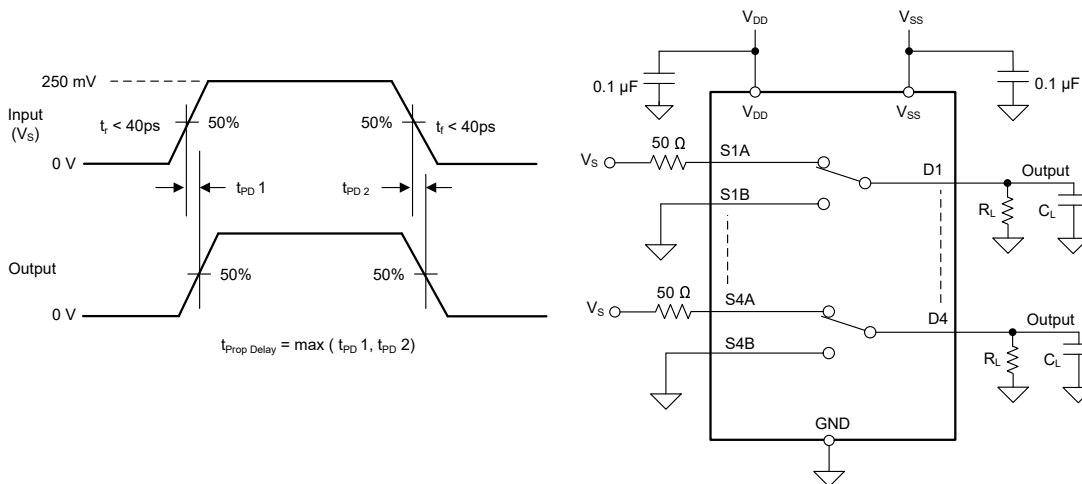 250 mV
Input
(VS)
tr < 40ps
50%
50%
tf < 40ps
0 V
tPD 1
tPD 2
Output
50%
50%
0 V
tProp Delay = max ( tPD 1, tPD 2)
VDD
VSS
0.1 µF
0.1 µF
VDD
VSS
VS
50 Ω
S1A
D1
Output
S1B
RL
CL
VS
50 Ω
S4A
D4
Output
S4B
RL
CL
GND